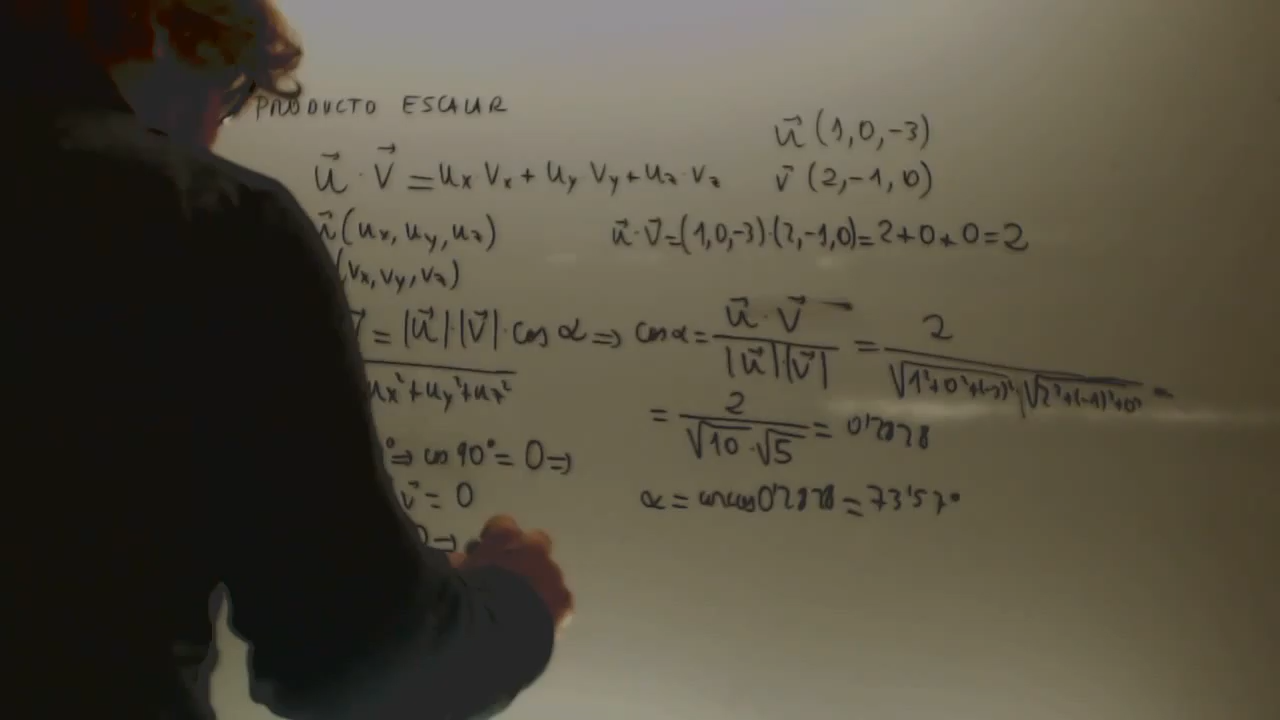 PRODUCTO ESCALAR
u⃗ · v⃗ = ux vx + uy vy + uz · vz
u⃗ (ux, uy, uz)
(vx, vy, vz)
= |u⃗|·|v⃗| · cos α ⇒ cos α = u⃗ · v⃗ / |u⃗|·|v⃗| = 2 / √1²+0²+(-3)² · √2²+(-1)²+0² =
ux²+uy²+uz²
° ⇒ cos 90° = 0 ⇒
v⃗ = 0
u⃗ (1,0,-3)
v⃗ (2,-1,0)
u⃗ · v⃗ = (1,0,-3)·(2,-1,0) = 2+0+0 = 2
= 2 / √10 · √5 = 0'2828
α = arcos 0'2828 = 73'57°